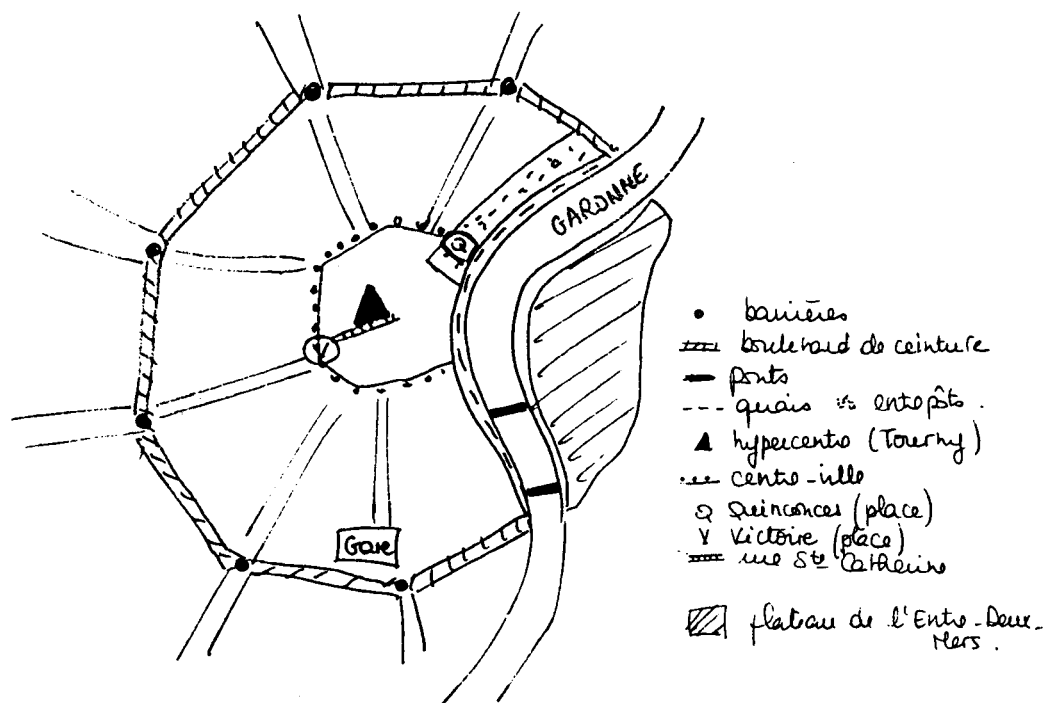 GARONNE
Q
V
Gare
barrières
boulevard de ceinture
ponts
quais entrepôts.
hypercentre (Tourny)
centre-ville
Q Quinconces (place)
V Victoire (place)
rue Ste Catherine
plateau de l'Entre-Deux-
Mers.